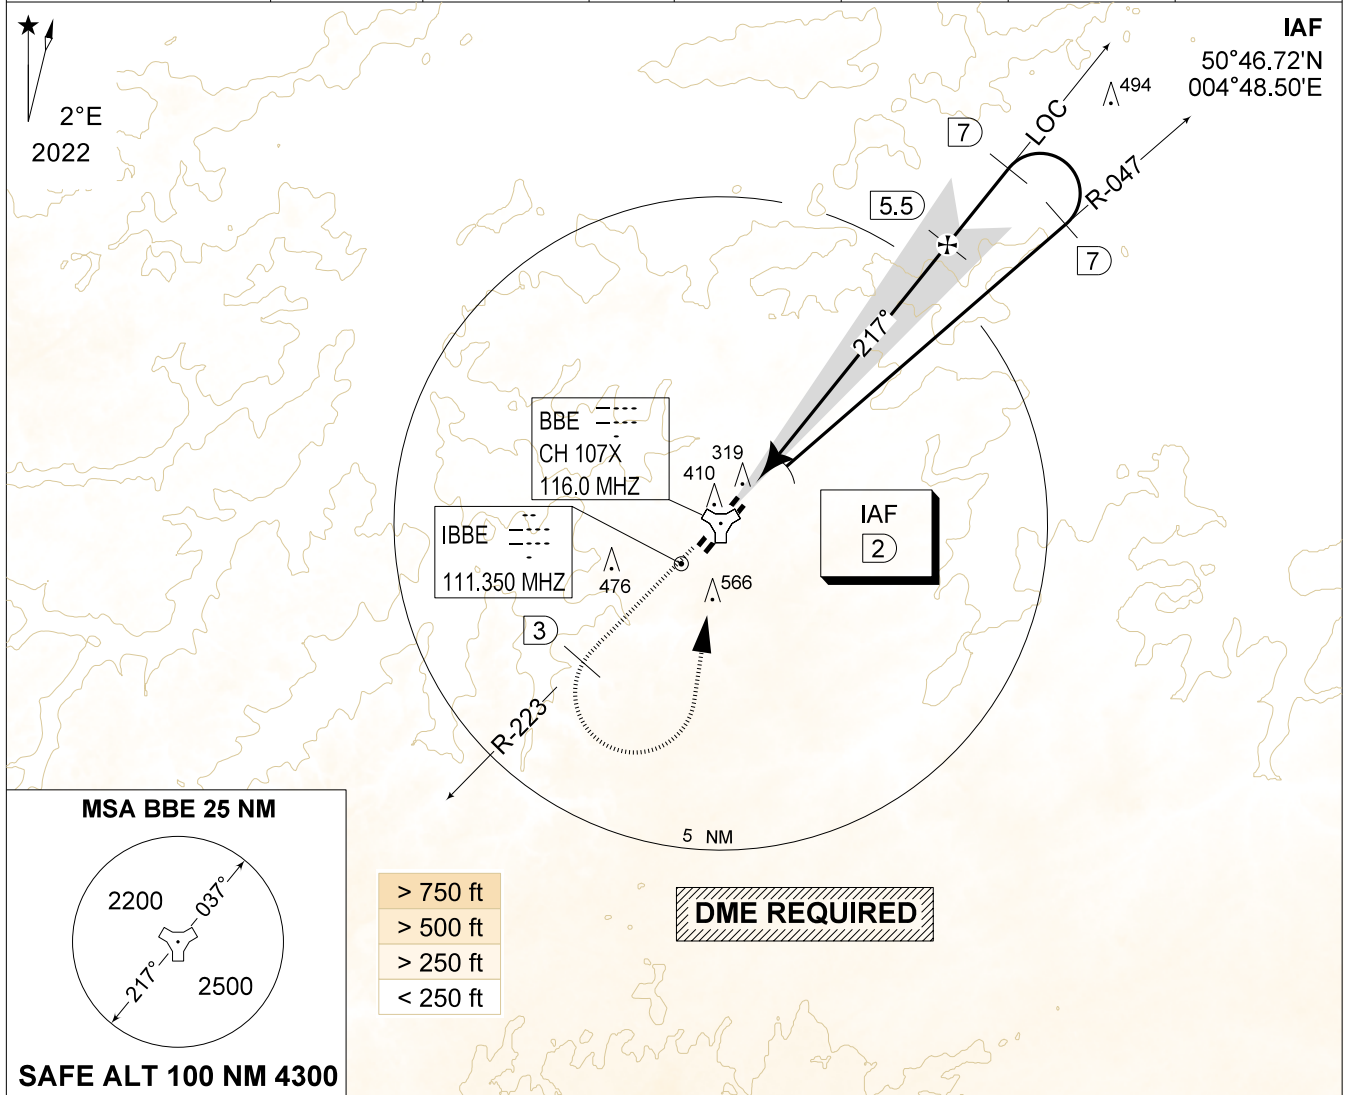 IAF
50°46.72'N
004°48.50'E
2°E
2022
494
7
LOC
R-047
5.5
7
217°
BBE
CH 107X
116.0 MHZ
319
410
IBBE
111.350 MHZ
IAF
2
476
566
3
R-223
5 NM
MSA BBE 25 NM
2200
037°
217°
2500
SAFE ALT 100 NM 4300
> 750 ft
> 500 ft
> 250 ft
< 250 ft
DME REQUIRED